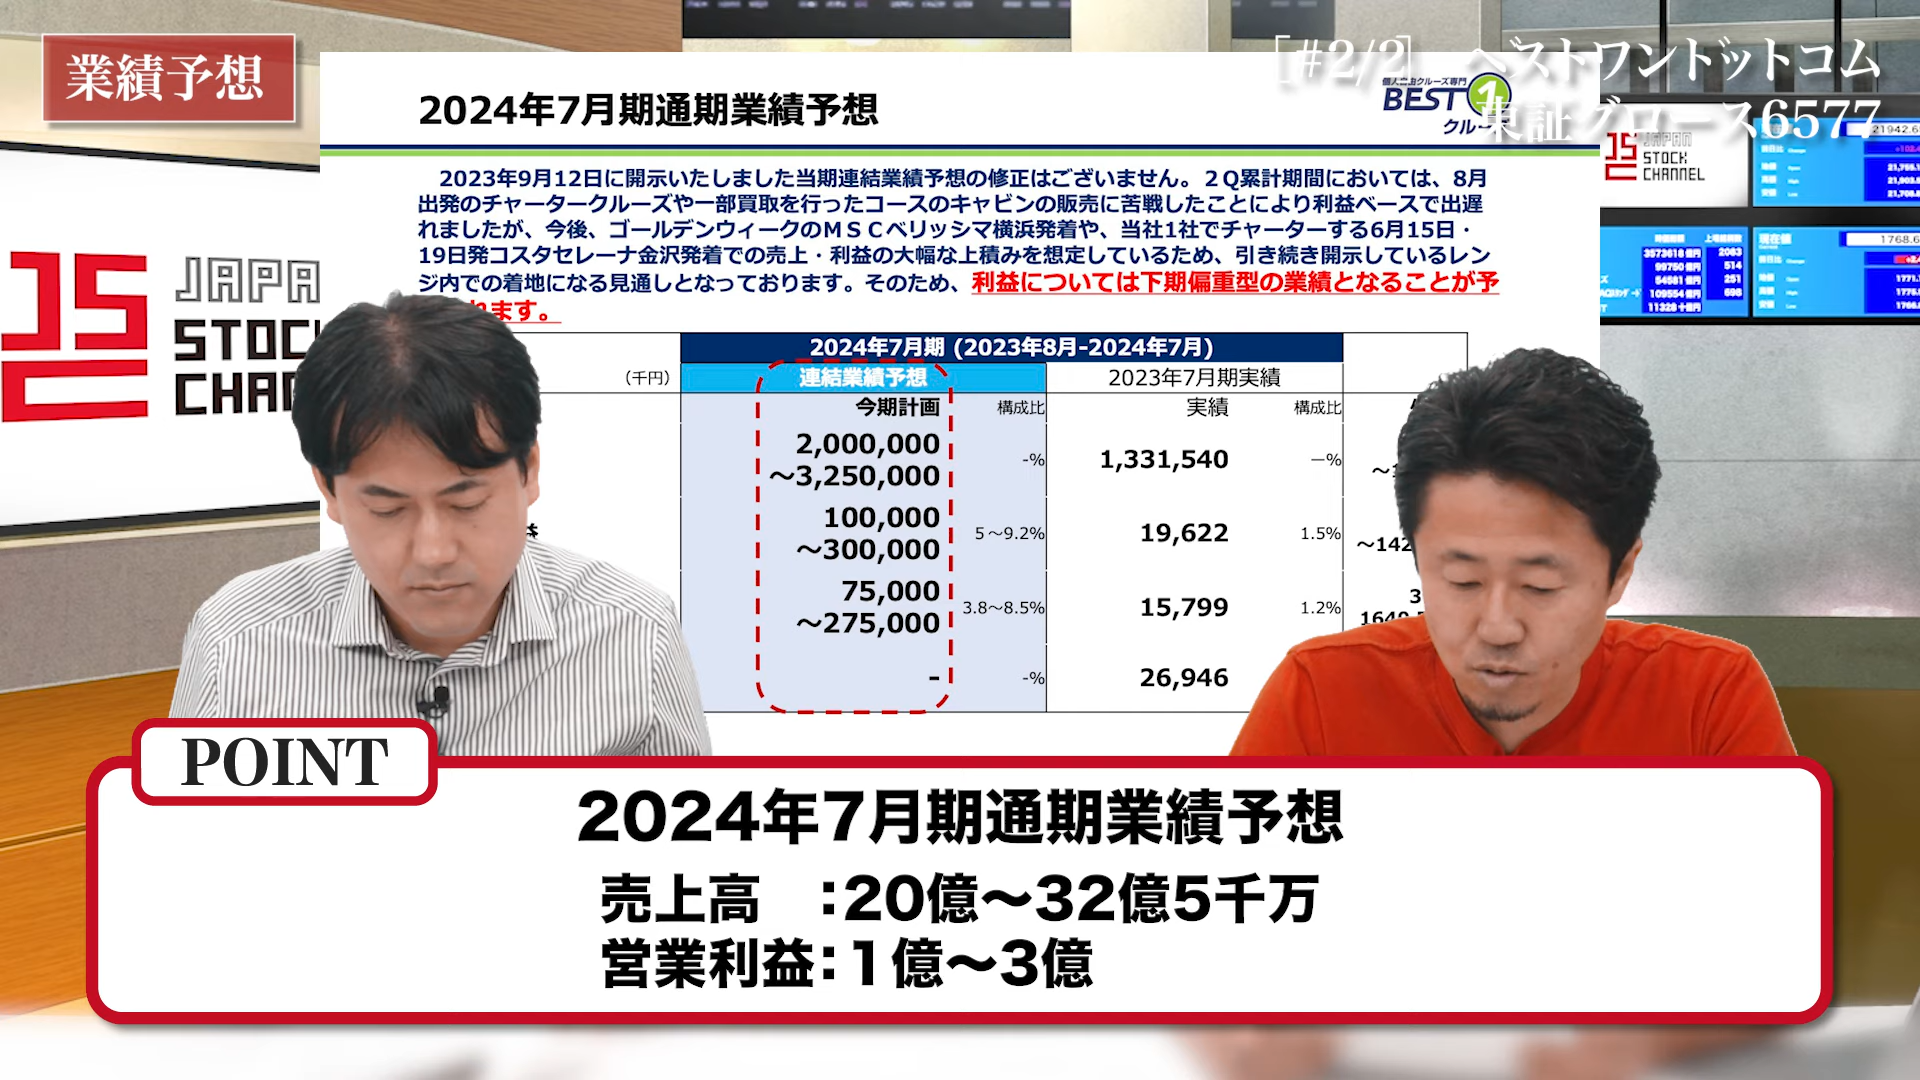 業績予想
[#2/2] ベストワンドットコム
東証グロース6577
2024年7月期通期業績予想
BEST1
クルーズ
2023年9月12日に開示いたしました当期連結業績予想の修正はございません。２Q累計期間においては、8月
出発のチャータークルーズや一部買取を行ったコースのキャビンの販売に苦戦したことにより利益ベースで出遅
れましたが、今後、ゴールデンウィークのＭＳＣベリッシマ横浜発着や、当社1社でチャーターする6月15日・
19日発コスタセレーナ金沢発着での売上・利益の大幅な上積みを想定しているため、引き続き開示しているレン
ジ内での着地になる見通しとなっております。そのため、利益については下期偏重型の業績となることが予
れます。
2024年7月期 (2023年8月-2024年7月)
（千円） 連結業績予想 2023年7月期実績
今期計画 構成比 実績 構成比
2,000,000
～3,250,000 -% 1,331,540 ―%
100,000
～300,000 5～9.2% 19,622 1.5% ～142
75,000
～275,000 3.8～8.5% 15,799 1.2%
- -% 26,946
JAPAN
STOCK
CHANNEL
JAPA
STOC
CHAN
POINT
2024年7月期通期業績予想
売上高　：20億～32億5千万
営業利益：1億～3億